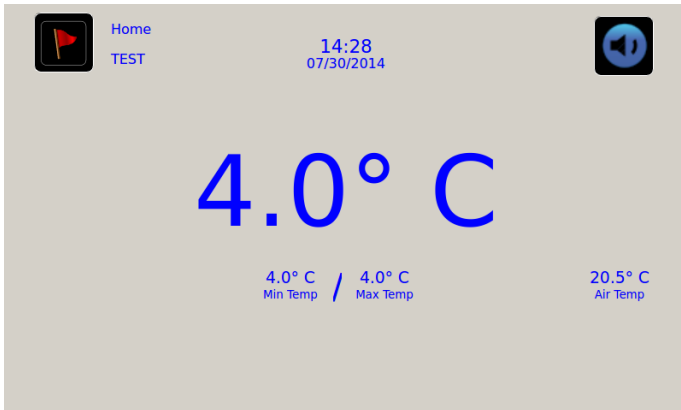 Home
TEST
14:28
07/30/2014
4.0° C
4.0° C / 4.0° C
Min Temp Max Temp
20.5° C
Air Temp